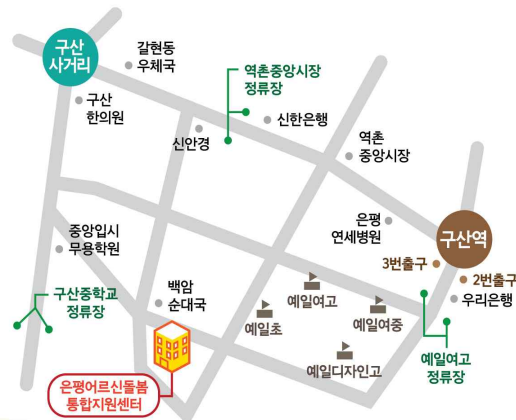 구산
사거리
갈현동
우체국
역촌중앙시장
정류장
구산
한의원
신안경
신한은행
역촌
중앙시장
은평
연세병원
구산역
중앙입시
무용학원
3번출구
2번출구
구산중학교
정류장
백암
순대국
예일여고
우리은행
예일초
예일여중
예일디자인고
예일여고
정류장
은평어르신돌봄
통합지원센터